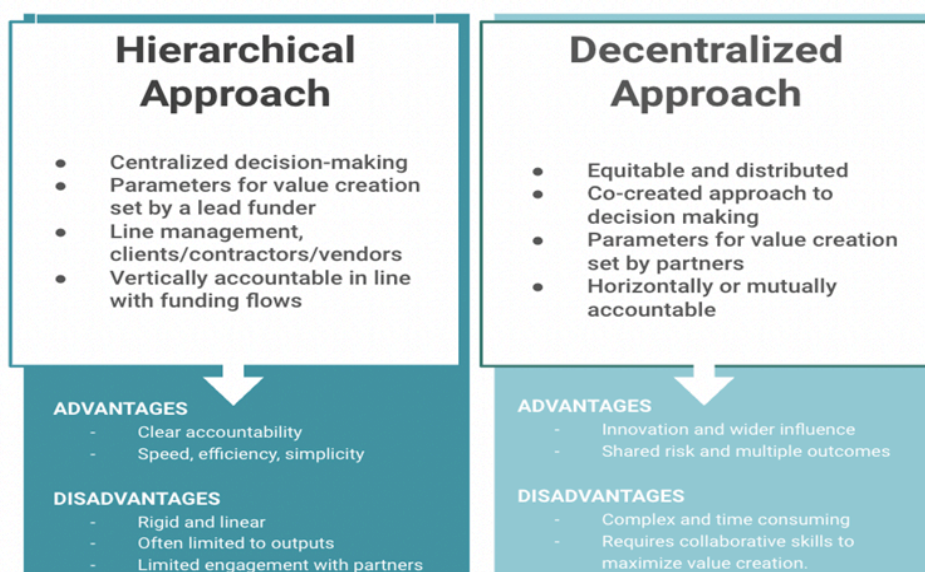 Hierarchical
Approach
● Centralized decision-making
● Parameters for value creation
set by a lead funder
● Line management,
clients/contractors/vendors
● Vertically accountable in line
with funding flows
ADVANTAGES
- Clear accountability
- Speed, efficiency, simplicity
DISADVANTAGES
- Rigid and linear
- Often limited to outputs
- Limited engagement with partners
Decentralized
Approach
● Equitable and distributed
● Co-created approach to
decision making
● Parameters for value creation
set by partners
● Horizontally or mutually
accountable
ADVANTAGES
- Innovation and wider influence
- Shared risk and multiple outcomes
DISADVANTAGES
- Complex and time consuming
- Requires collaborative skills to
maximize value creation.